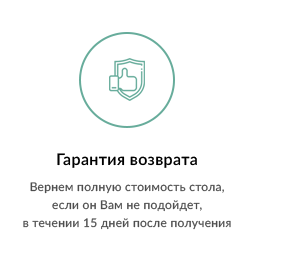 Гарантия возврата
Вернем полную стоимость стола,
если он Вам не подойдет,
в течении 15 дней после получения